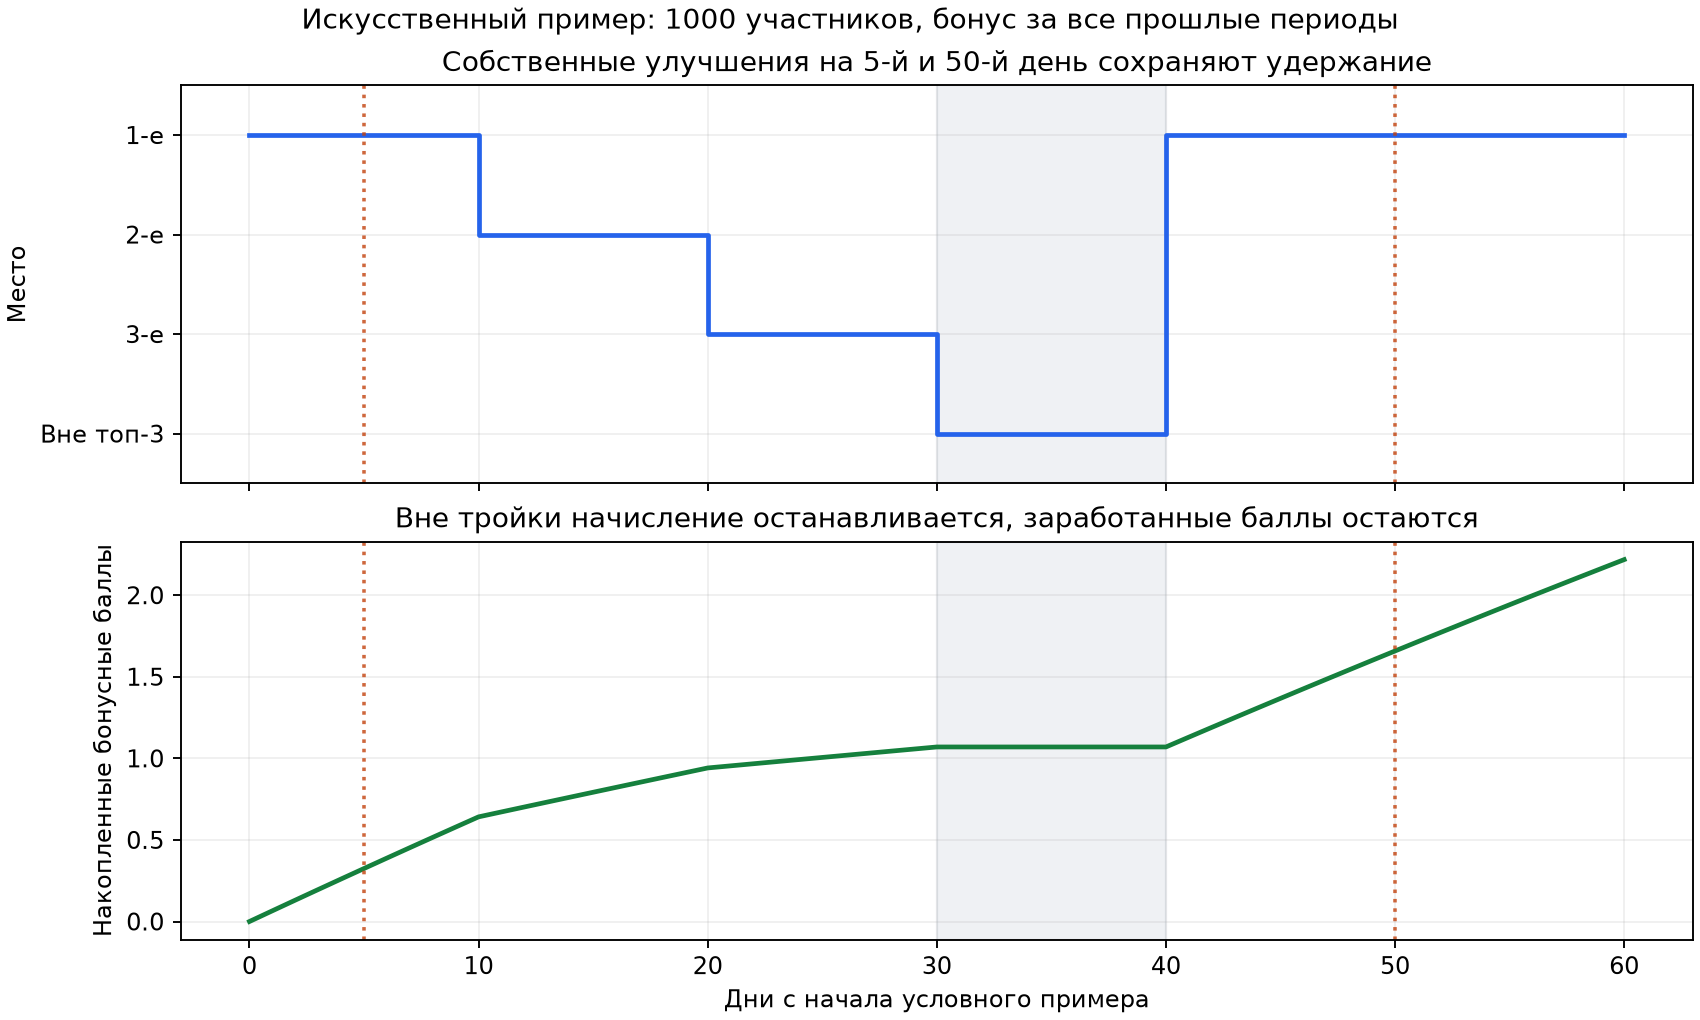 Искусственный пример: 1000 участников, бонус за все прошлые периоды
Собственные улучшения на 5-й и 50-й день сохраняют удержание
Место
1-е
2-е
3-е
Вне топ-3
Вне тройки начисление останавливается, заработанные баллы остаются
Накопленные бонусные баллы
2.0
1.5
1.0
0.5
0.0
0 10 20 30 40 50 60
Дни с начала условного примера